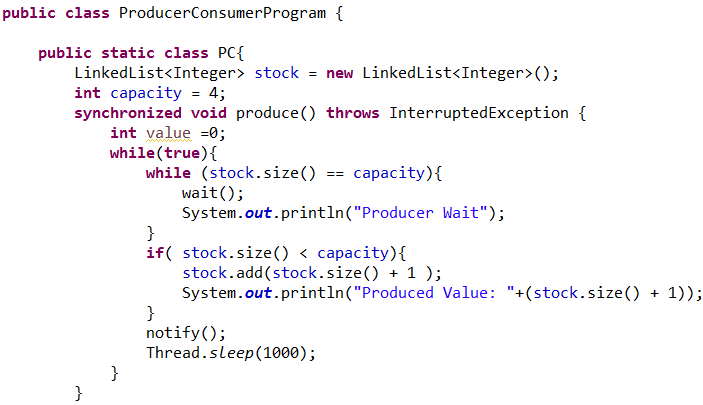 public class ProducerConsumerProgram {
public static class PC{
LinkedList<Integer> stock = new LinkedList<Integer>();
int capacity = 4;
synchronized void produce() throws InterruptedException {
int value =0;
while(true){
while (stock.size() == capacity){
wait();
System.out.println("Producer Wait");
}
if( stock.size() < capacity){
stock.add(stock.size() + 1 );
System.out.println("Produced Value: "+(stock.size() + 1));
}
notify();
Thread.sleep(1000);
}
}